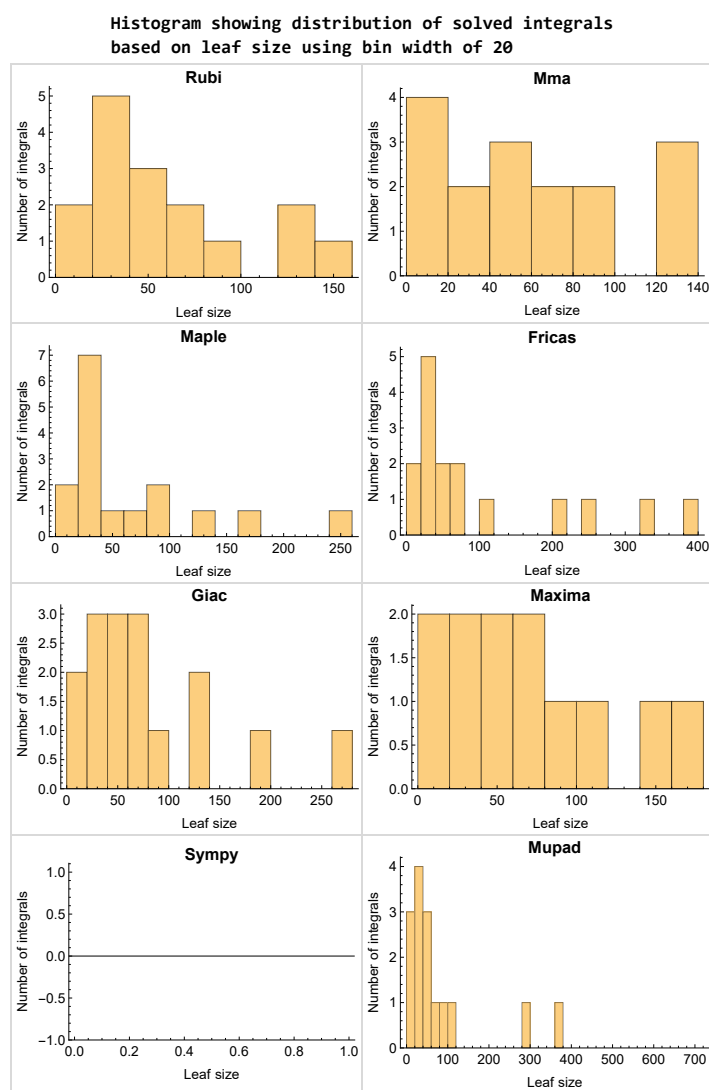 Histogram showing distribution of solved integrals
based on leaf size using bin width of 20
Rubi
Number of integrals
5
4
3
2
1
0
0 50 100 150
Leaf size
Mma
Number of integrals
4
3
2
1
0
0 20 40 60 80 100 120 140
Leaf size
Maple
Number of integrals
7
6
5
4
3
2
1
0
0 50 100 150 200 250
Leaf size
Fricas
Number of integrals
5
4
3
2
1
0
0 100 200 300 400
Leaf size
Giac
Number of integrals
3.0
2.5
2.0
1.5
1.0
0.5
0.0
0 50 100 150 200 250
Leaf size
Maxima
Number of integrals
2.0
1.5
1.0
0.5
0.0
0 50 100 150
Leaf size
Sympy
Number of integrals
1.0
0.5
0.0
−0.5
−1.0
0.0 0.2 0.4 0.6 0.8 1.0
Leaf size
Mupad
Number of integrals
4
3
2
1
0
0 100 200 300 400 500 600 700
Leaf size